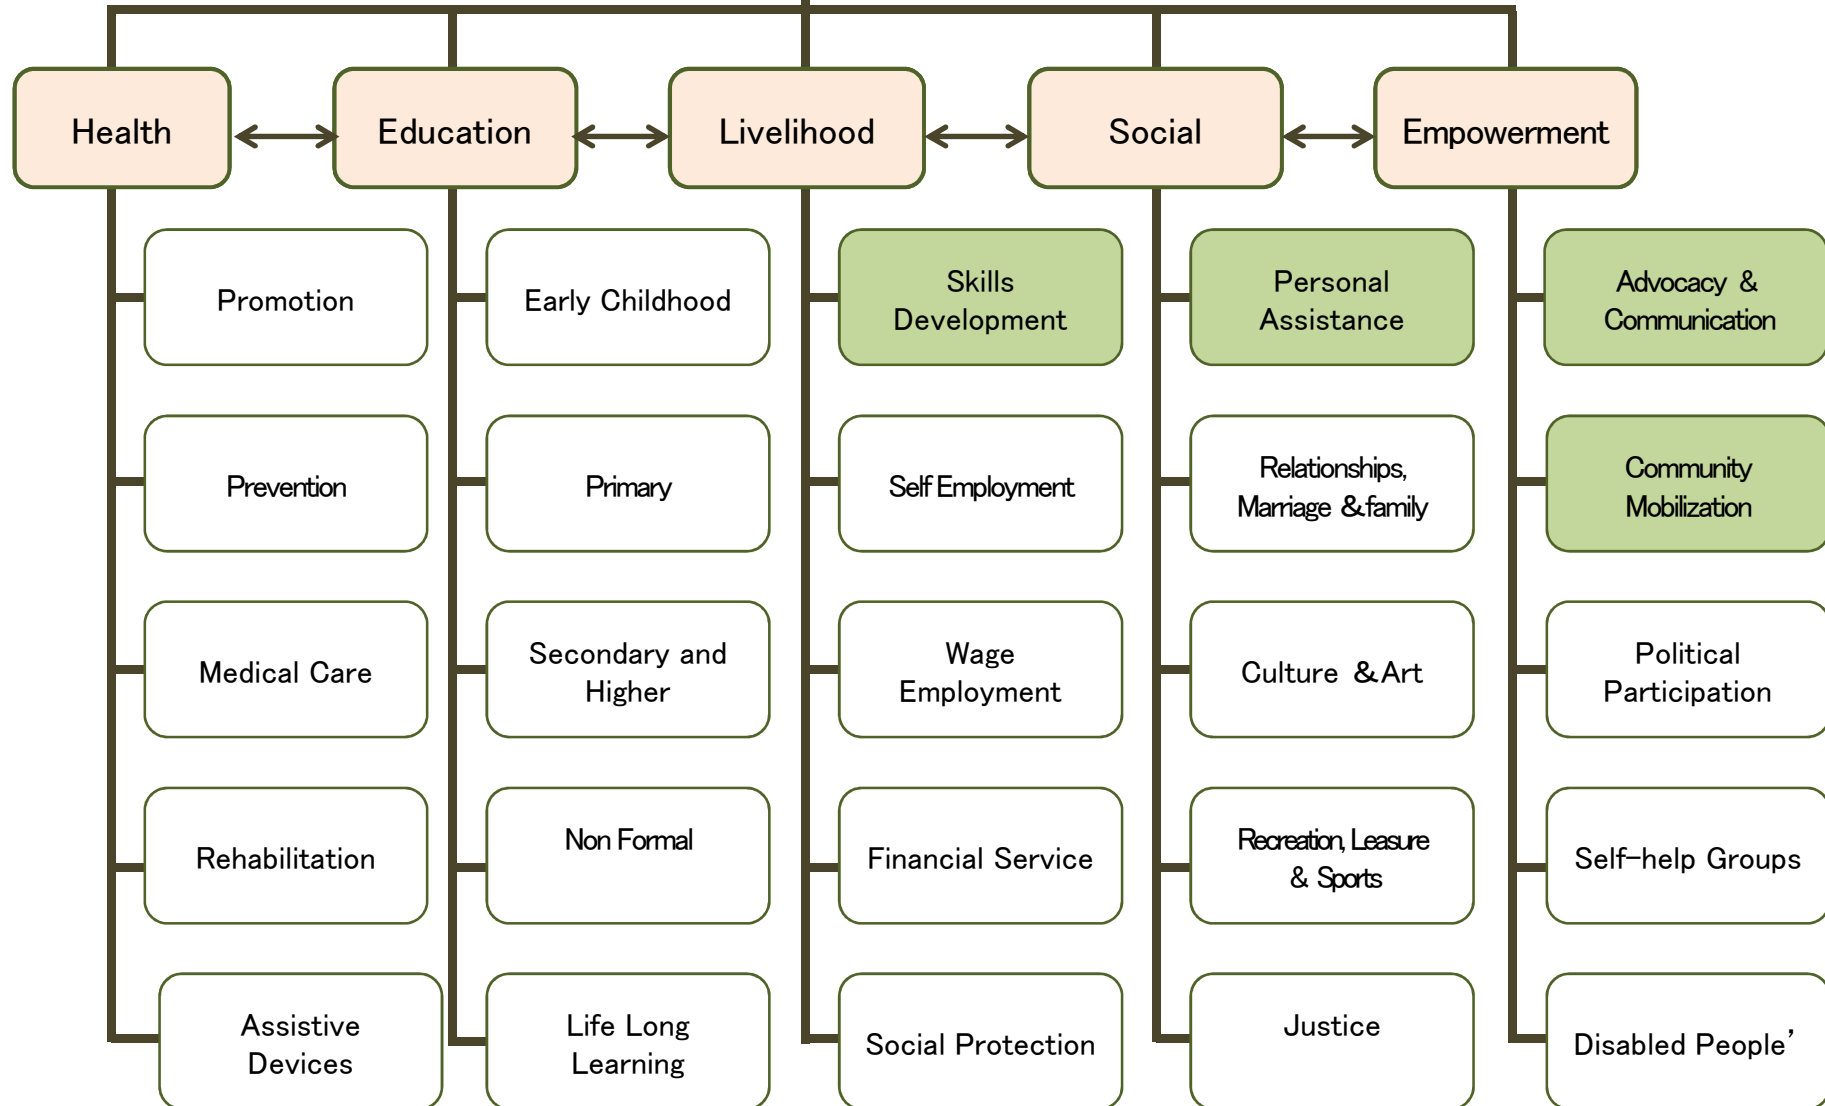 Health
Education
Livelihood
Social
Empowerment
Promotion
Early Childhood
Skills
Development
Personal
Assistance
Advocacy &
Communication
Prevention
Primary
Self Employment
Relationships,
Marriage &family
Community
Mobilization
Medical Care
Secondary and
Higher
Wage
Employment
Culture &Art
Political
Participation
Rehabilitation
Non Formal
Financial Service
Recreation, Leasure
& Sports
Self-help Groups
Assistive
Devices
Life Long
Learning
Social Protection
Justice
Disabled People’